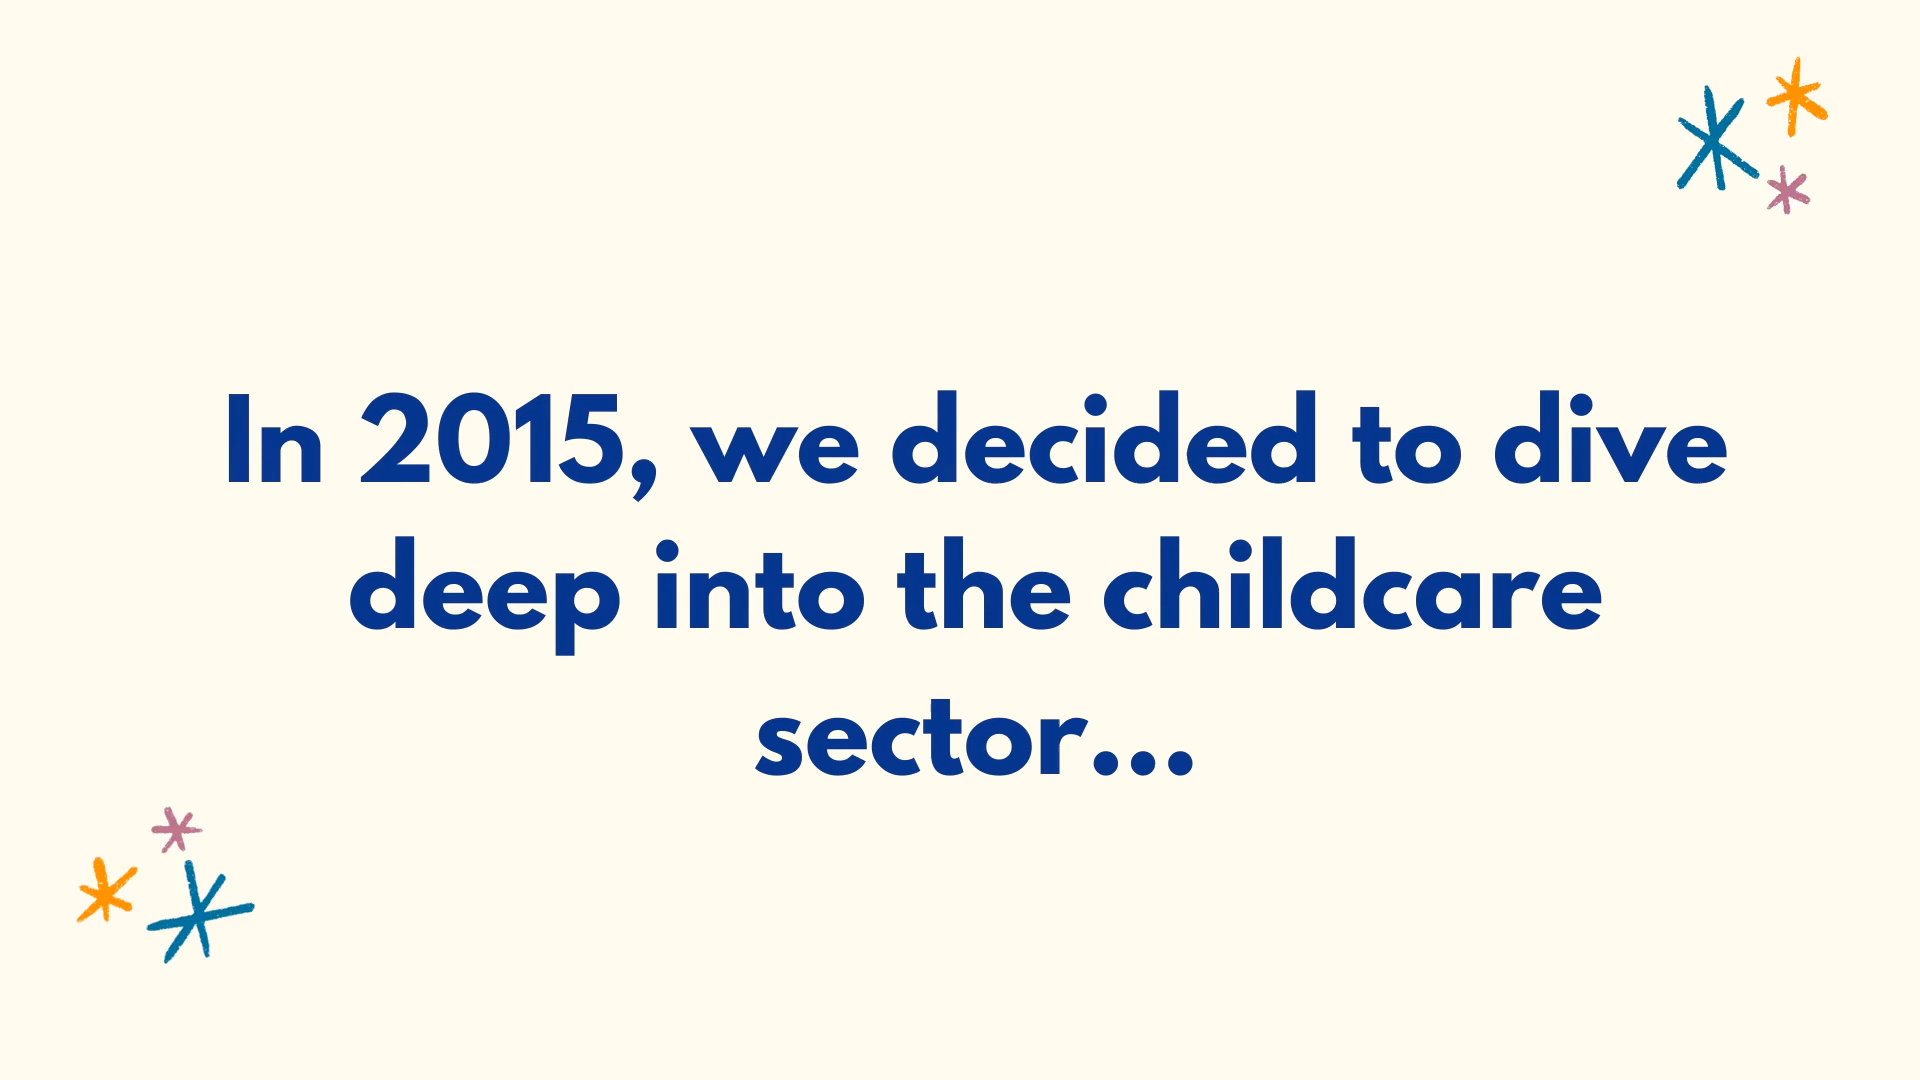 In 2015, we decided to dive
deep into the childcare
sector...